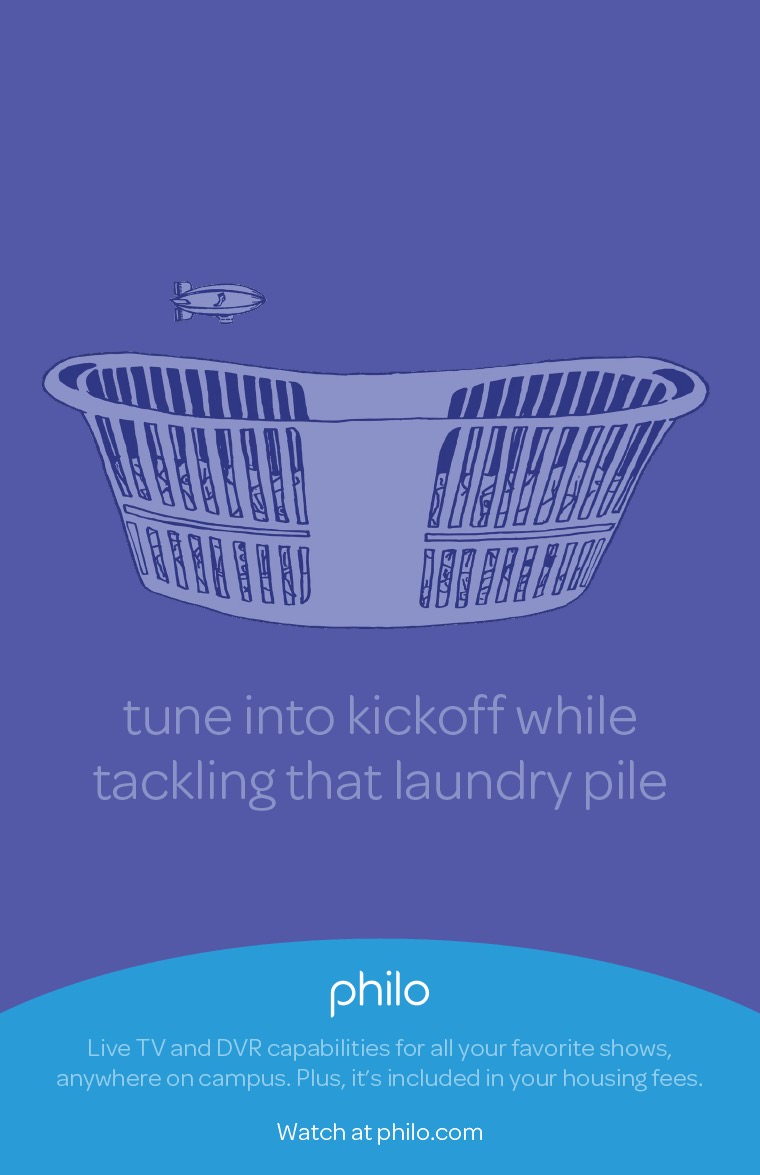 tune into kickoff while
tackling that laundry pile
philo
Live TV and DVR capabilities for all your favorite shows,
anywhere on campus. Plus, it’s included in your housing fees.
Watch at philo.com